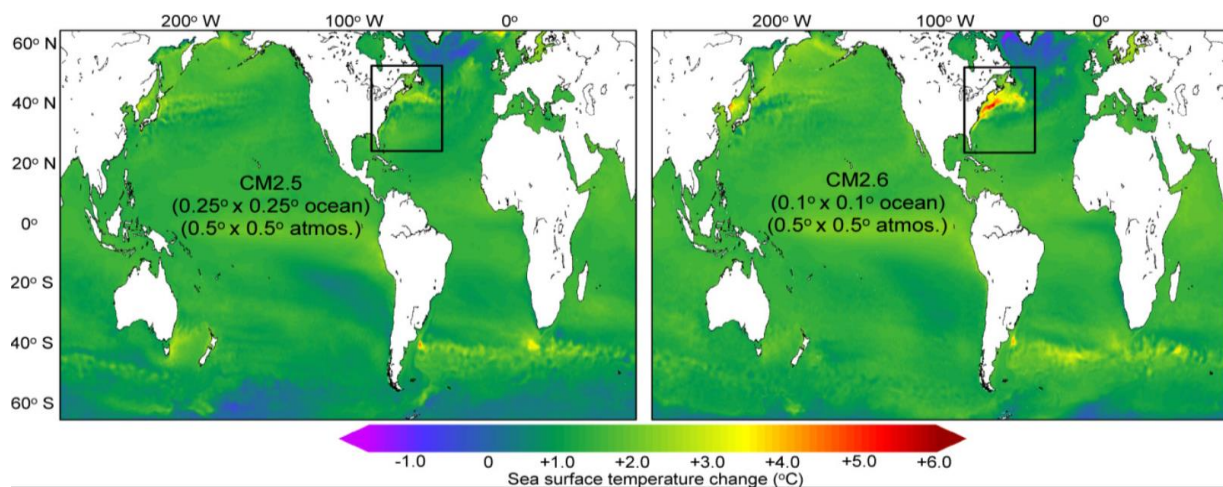 200° W 100° W 0° 200° W 100° W 0°
60° N
40° N
20° N
0°
20° S
40° S
60° S
CM2.5
(0.25° x 0.25° ocean)
(0.5° x 0.5° atmos.)
CM2.6
(0.1° x 0.1° ocean)
(0.5° x 0.5° atmos.)
-1.0 0 +1.0 +2.0 +3.0 +4.0 +5.0 +6.0
Sea surface temperature change (°C)